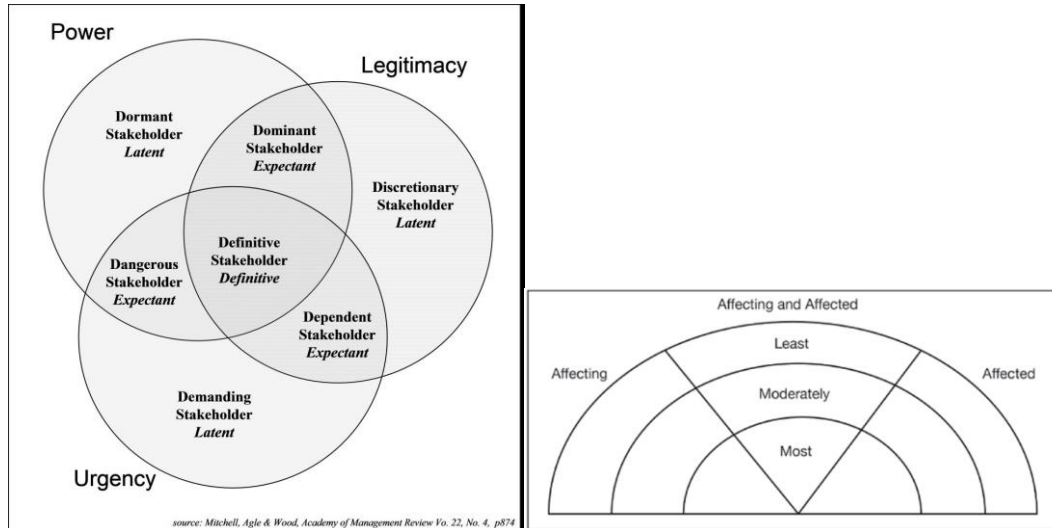 Power
Legitimacy
Dormant
Stakeholder
Latent
Dominant
Stakeholder
Expectant
Discretionary
Stakeholder
Latent
Definitive
Stakeholder
Definitive
Dangerous
Stakeholder
Expectant
Dependent
Stakeholder
Expectant
Demanding
Stakeholder
Latent
Urgency
source: Mitchell, Agle & Wood, Academy of Management Review Vo. 22, No. 4, p874
Affecting and Affected
Least
Affecting
Affected
Moderately
Most